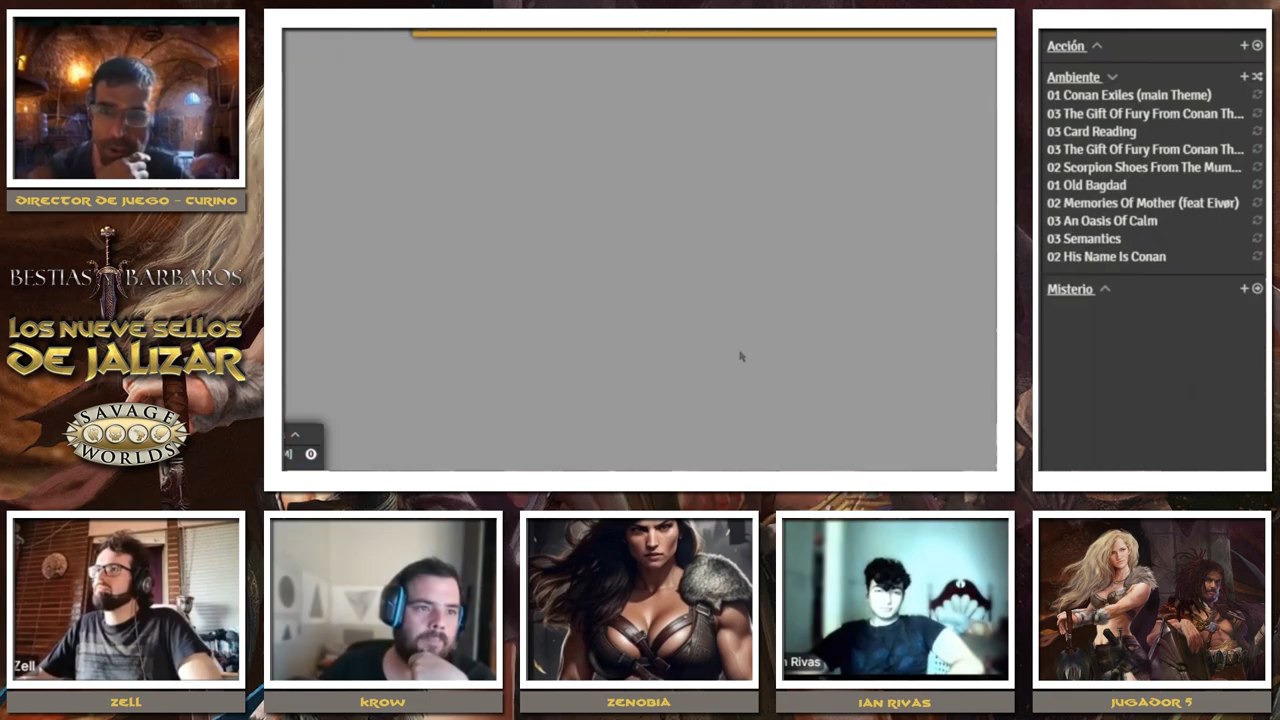 DIRECTOR DE JUEGO - CURINO
BESTIAS Y BARBAROS
LOS NUEVE SELLOS
DE JALIZAR
SAVAGE
WORLDS
0
Acción
Ambiente
01 Conan Exiles (main Theme)
03 The Gift Of Fury From Conan Th...
03 Card Reading
03 The Gift Of Fury From Conan Th...
02 Scorpion Shoes From The Mum...
01 Old Bagdad
02 Memories Of Mother (feat Eivør)
03 An Oasis Of Calm
03 Semantics
02 His Name Is Conan
Misterio
Zell
ZELL
KROW
ZENOBIA
Rivas
IAN RIVAS
JUGADOR 5